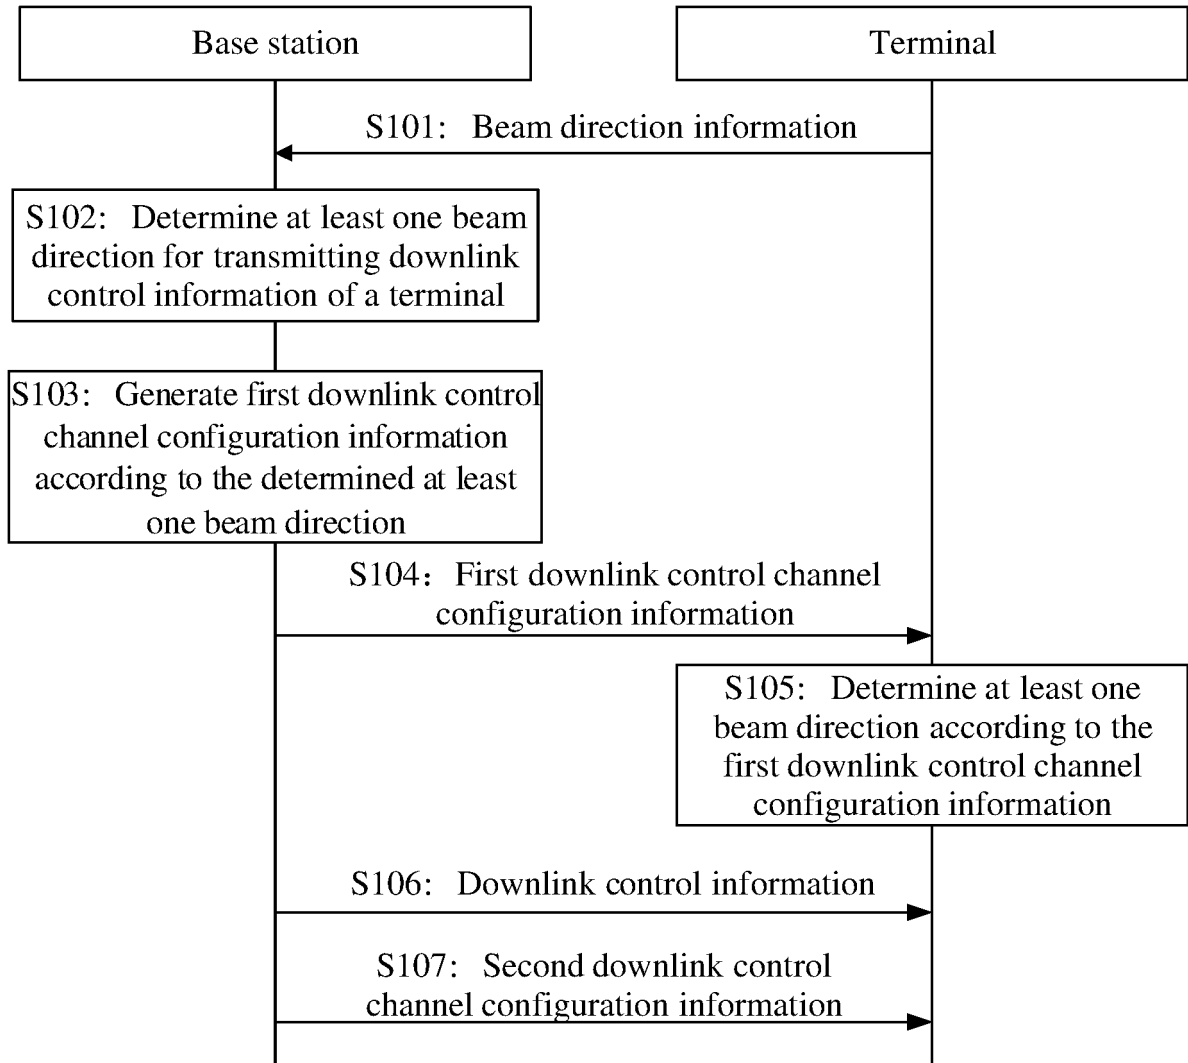 Base station
Terminal
S101: Beam direction information
S102: Determine at least one beam
direction for transmitting downlink
control information of a terminal
S103: Generate first downlink control
channel configuration information
according to the determined at least
one beam direction
S104: First downlink control channel
configuration information
S105: Determine at least one
beam direction according to the
first downlink control channel
configuration information
S106: Downlink control information
S107: Second downlink control
channel configuration information